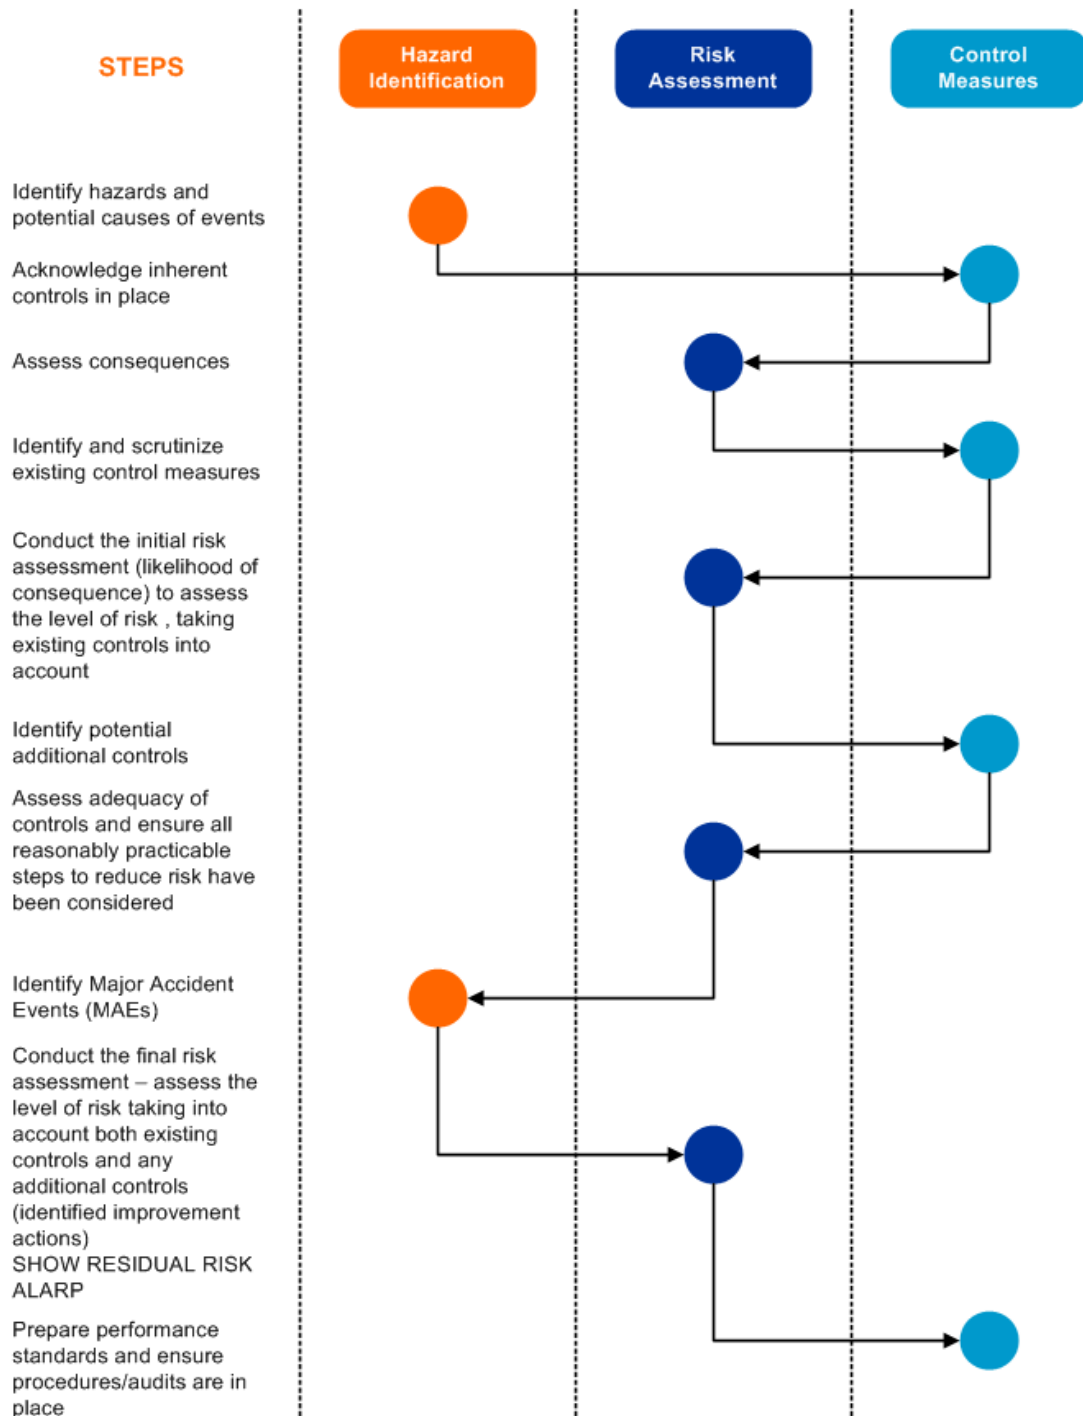 STEPS
Hazard
Identification
Risk
Assessment
Control
Measures
Identify hazards and
potential causes of events
Acknowledge inherent
controls in place
Assess consequences
Identify and scrutinize
existing control measures
Conduct the initial risk
assessment (likelihood of
consequence) to assess
the level of risk , taking
existing controls into
account
Identify potential
additional controls
Assess adequacy of
controls and ensure all
reasonably practicable
steps to reduce risk have
been considered
Identify Major Accident
Events (MAEs)
Conduct the final risk
assessment – assess the
level of risk taking into
account both existing
controls and any
additional controls
(identified improvement
actions)
SHOW RESIDUAL RISK
ALARP
Prepare performance
standards and ensure
procedures/audits are in
place